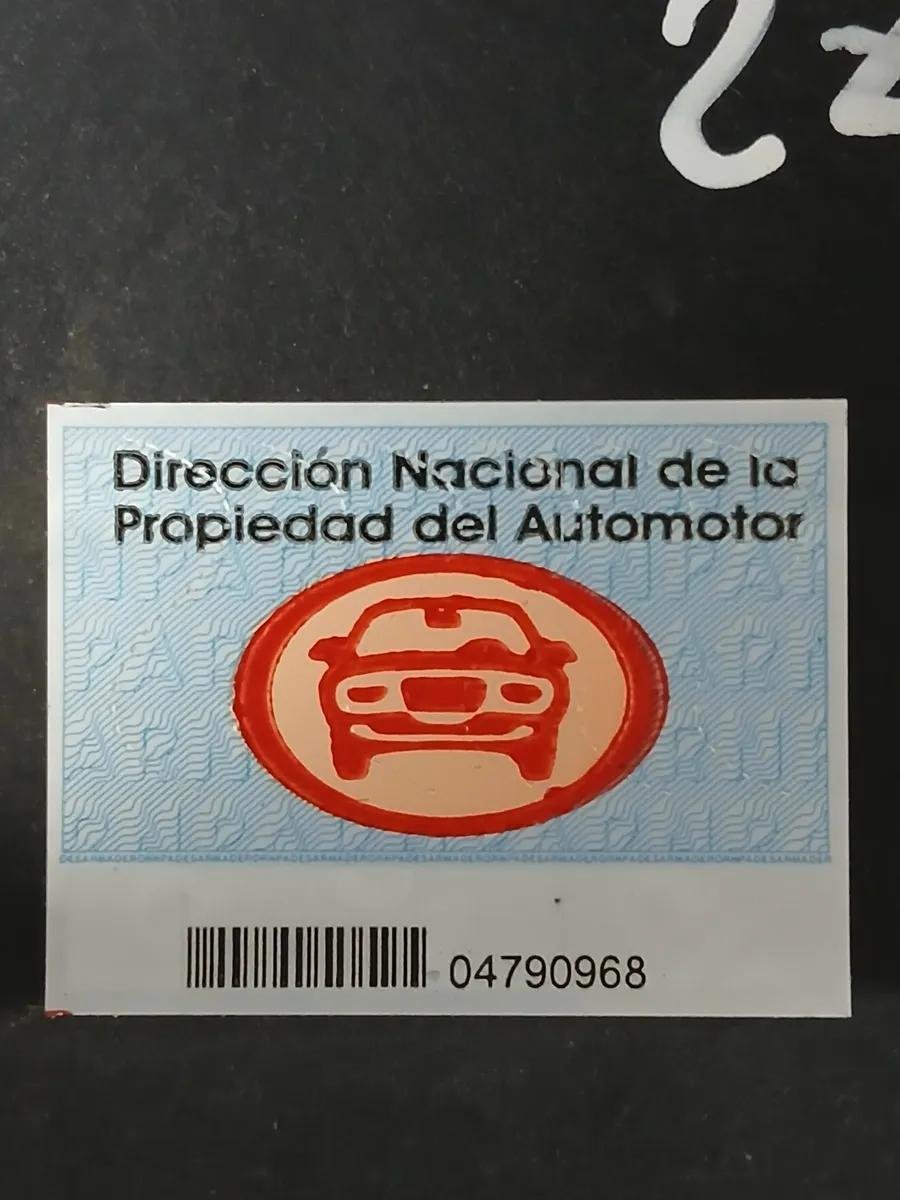 Dirección Nacional de la
Propiedad del Automotor
04790968